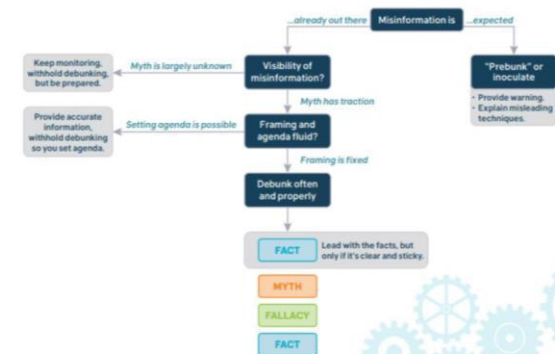 ...already out there
Misinformation is
...expected
Keep monitoring,
withhold debunking,
but be prepared.
Myth is largely unknown
Visibility of
misinformation?
"Prebunk" or
inoculate
• Provide warning.
• Explain misleading
techniques.
Myth has traction
Provide accurate
information,
withhold debunking
so you set agenda.
Setting agenda is possible
Framing and
agenda fluid?
Framing is fixed
Debunk often
and properly
FACT
Lead with the facts, but
only if it's clear and sticky.
MYTH
FALLACY
FACT